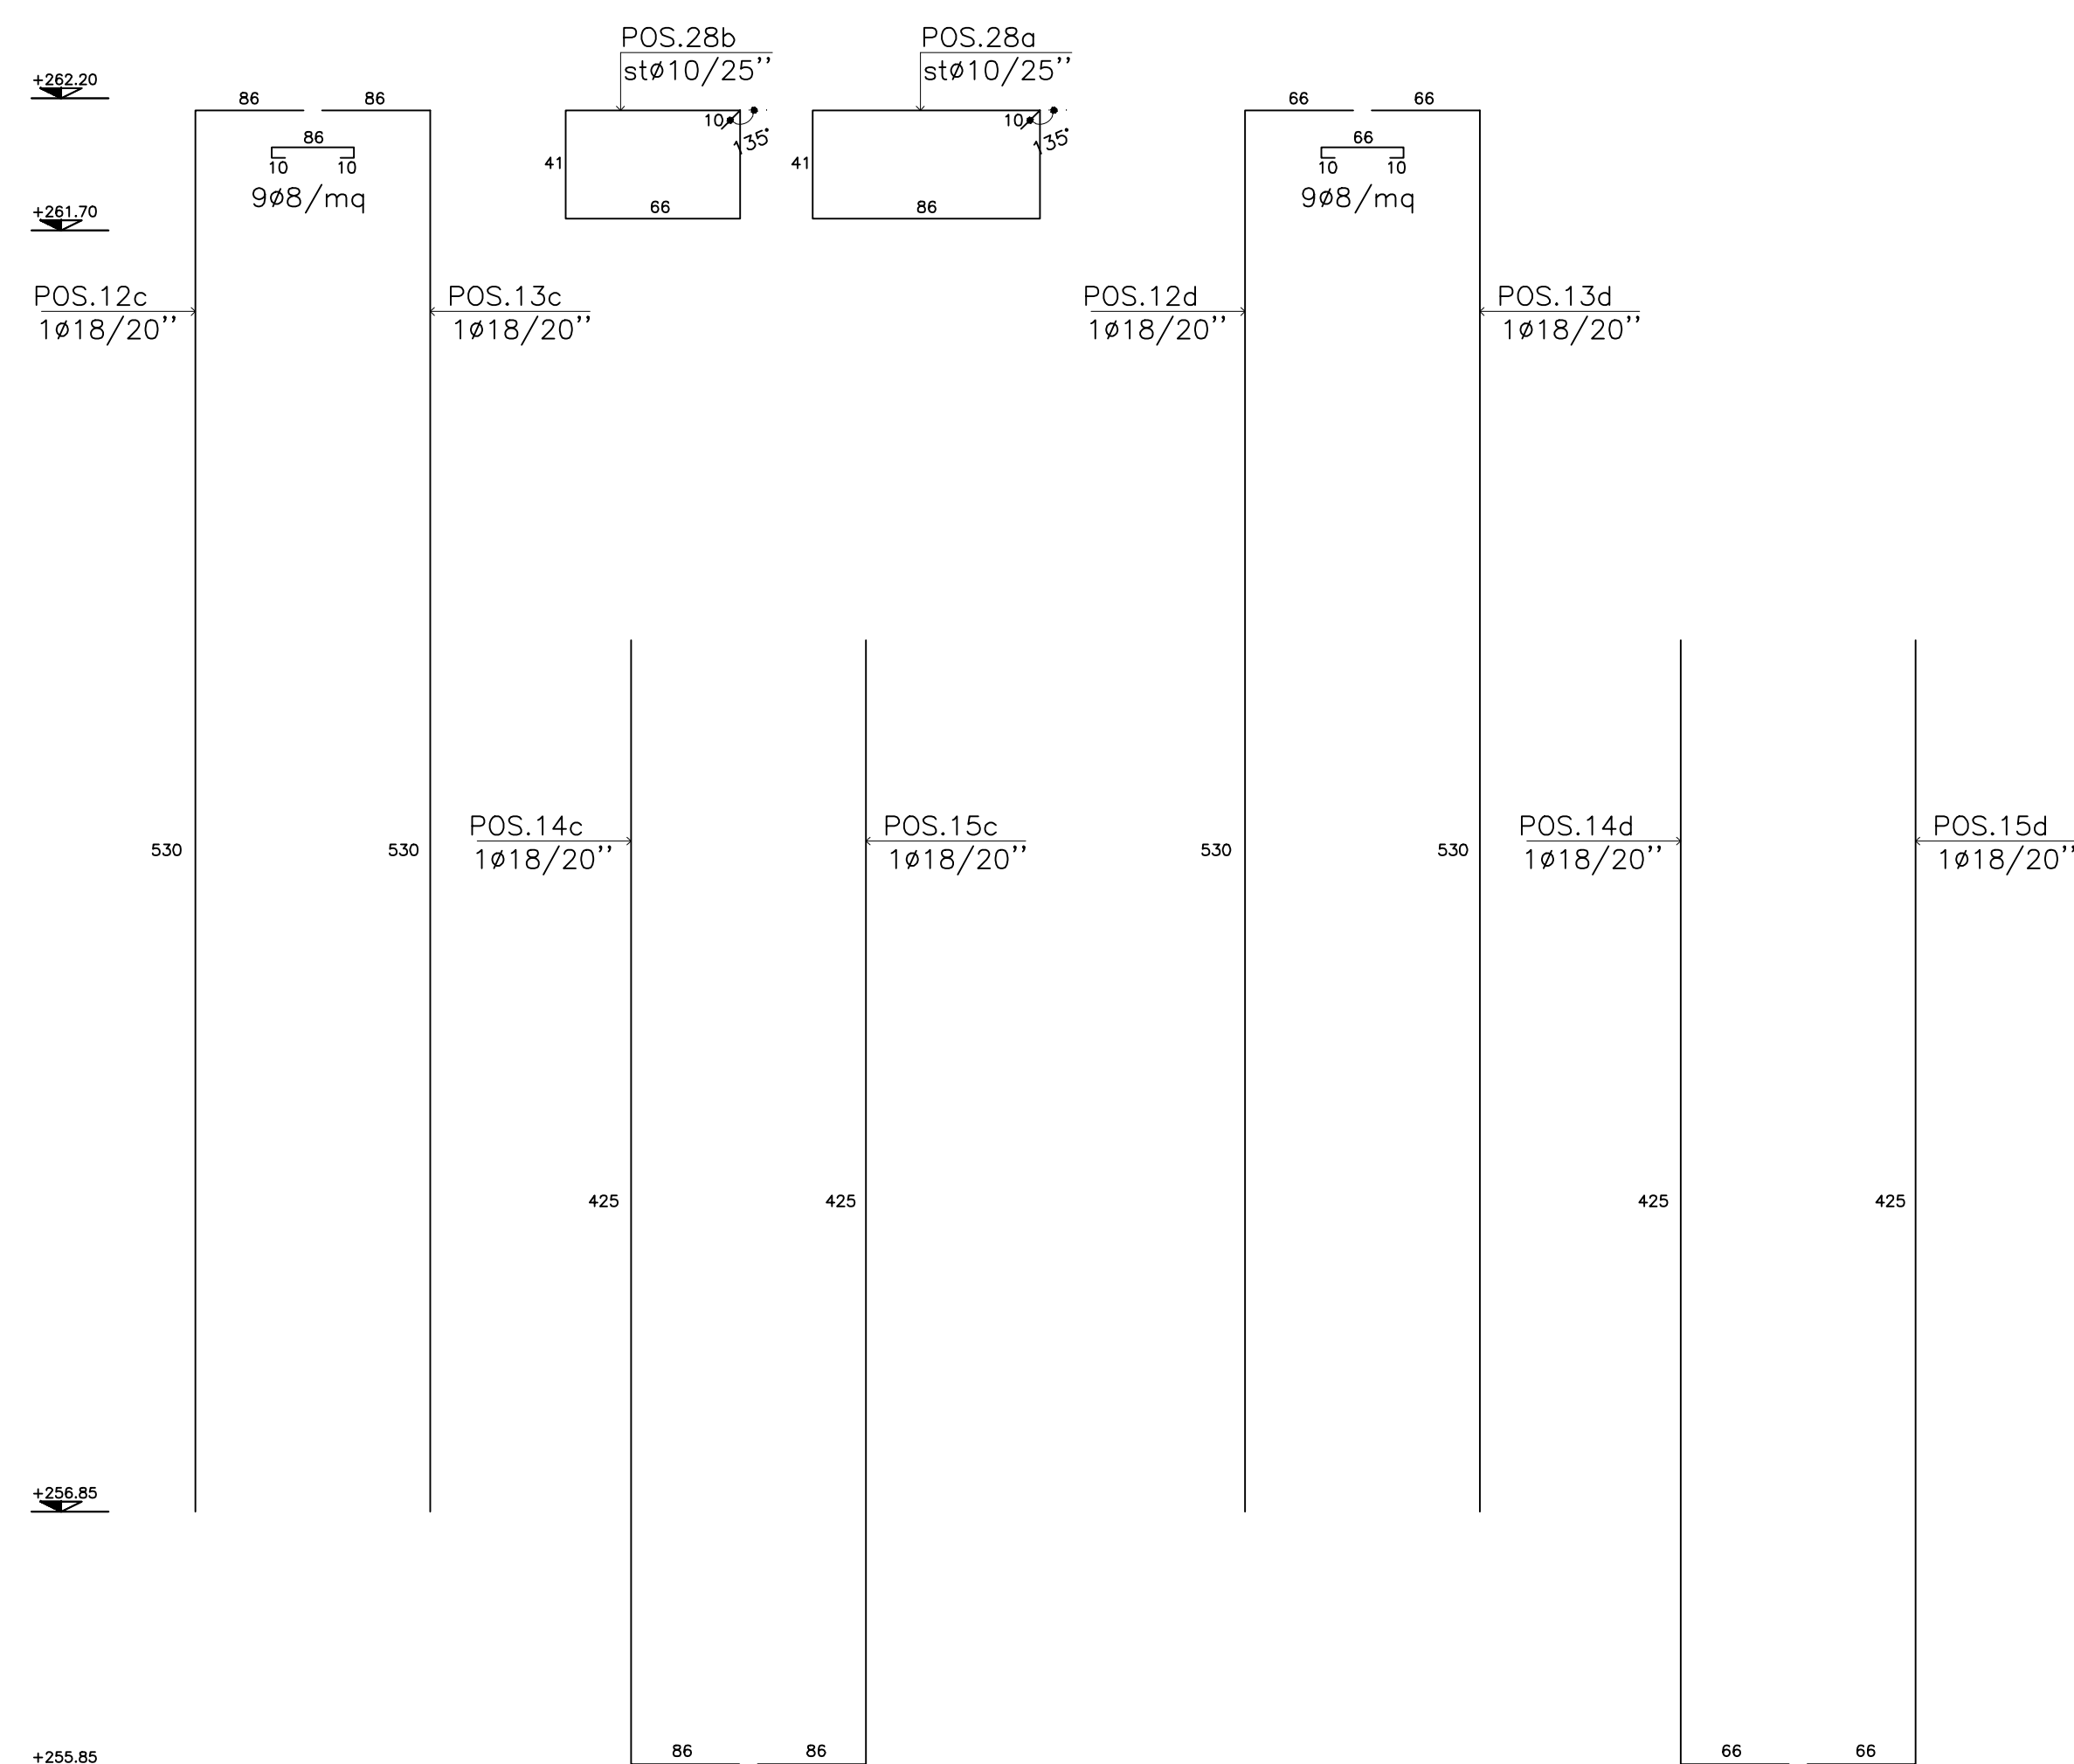 POS.28b
POS.28a
stø10/25’’
stø10/25’’
+262.20
86
86
66
66
10
135°
10
135°
86
10
10
9ø8/mq
41
66
41
86
66
10
10
9ø8/mq
+261.70
POS.12c
1ø18/20’’
POS.13c
1ø18/20’’
POS.12d
1ø18/20’’
POS.13d
1ø18/20’’
530
530
POS.14c
1ø18/20’’
POS.15c
1ø18/20’’
530
530
POS.14d
1ø18/20’’
POS.15d
1ø18/20’’
425
425
425
425
+256.85
+255.85
86
86
66
66